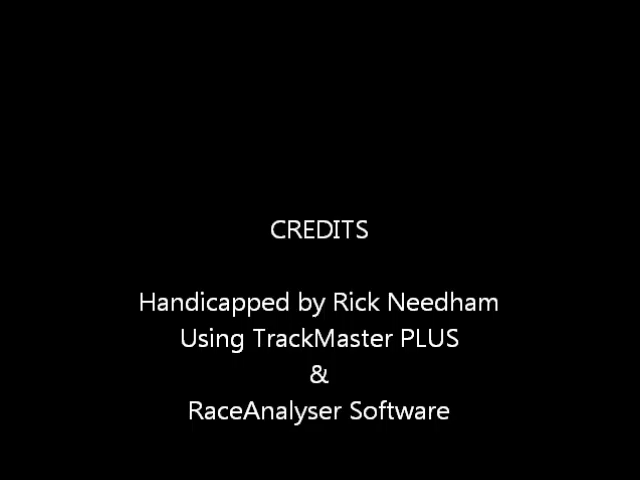 CREDITS
Handicapped by Rick Needham
Using TrackMaster PLUS
&
RaceAnalyser Software